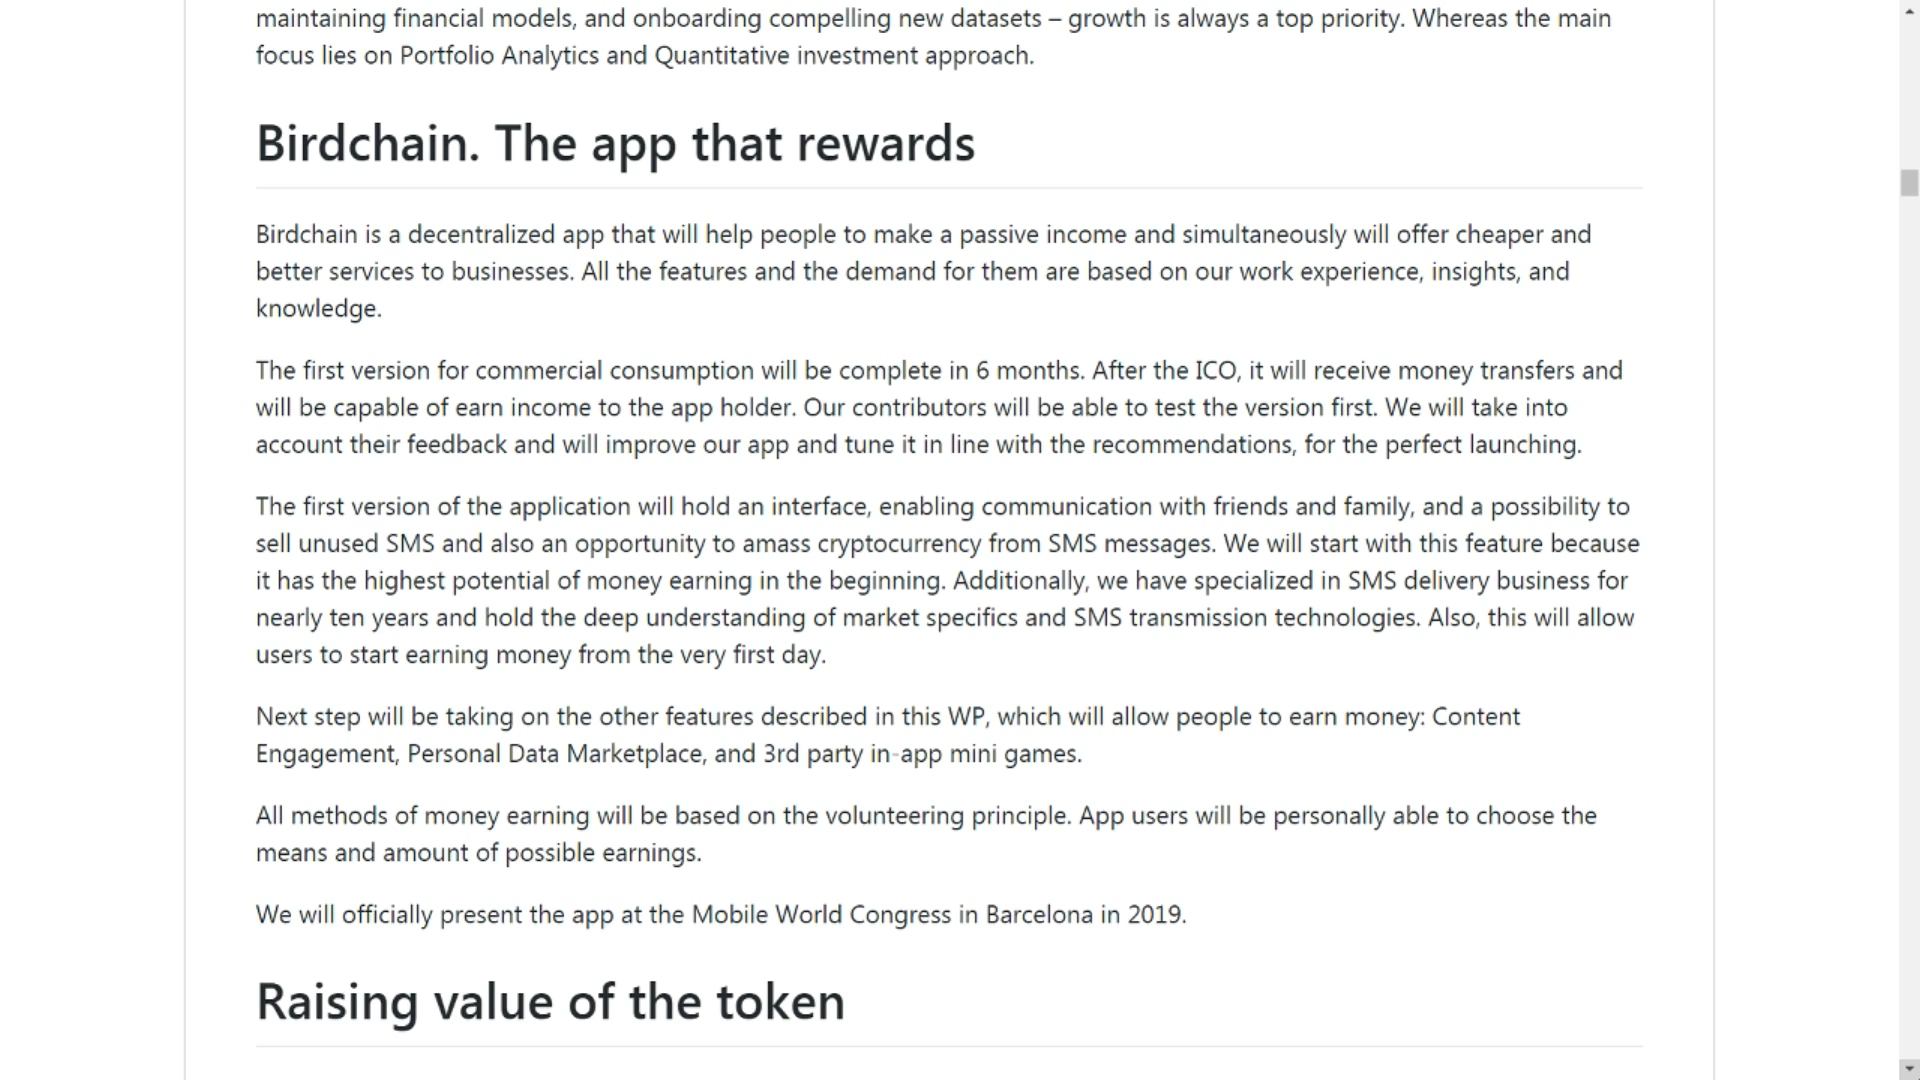 maintaining financial models, and onboarding compelling new datasets – growth is always a top priority. Whereas the main
focus lies on Portfolio Analytics and Quantitative investment approach.
Birdchain. The app that rewards
Birdchain is a decentralized app that will help people to make a passive income and simultaneously will offer cheaper and
better services to businesses. All the features and the demand for them are based on our work experience, insights, and
knowledge.
The first version for commercial consumption will be complete in 6 months. After the ICO, it will receive money transfers and
will be capable of earn income to the app holder. Our contributors will be able to test the version first. We will take into
account their feedback and will improve our app and tune it in line with the recommendations, for the perfect launching.
The first version of the application will hold an interface, enabling communication with friends and family, and a possibility to
sell unused SMS and also an opportunity to amass cryptocurrency from SMS messages. We will start with this feature because
it has the highest potential of money earning in the beginning. Additionally, we have specialized in SMS delivery business for
nearly ten years and hold the deep understanding of market specifics and SMS transmission technologies. Also, this will allow
users to start earning money from the very first day.
Next step will be taking on the other features described in this WP, which will allow people to earn money: Content
Engagement, Personal Data Marketplace, and 3rd party in-app mini games.
All methods of money earning will be based on the volunteering principle. App users will be personally able to choose the
means and amount of possible earnings.
We will officially present the app at the Mobile World Congress in Barcelona in 2019.
Raising value of the token